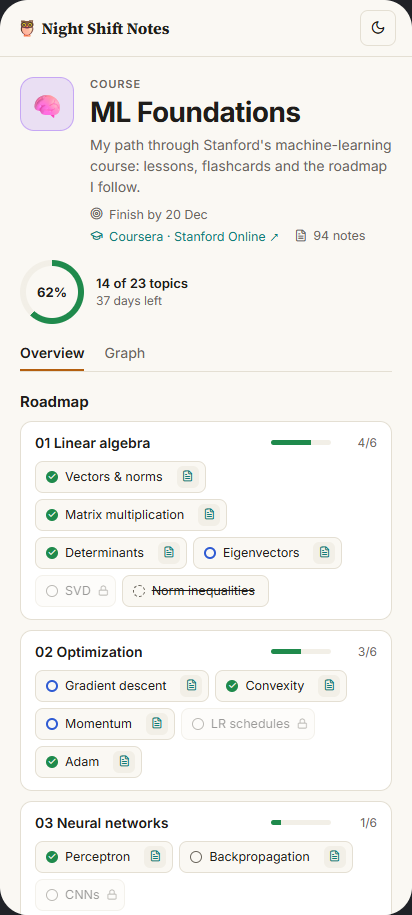 Night Shift Notes
COURSE
ML Foundations
My path through Stanford's machine-learning
course: lessons, flashcards and the roadmap
I follow.
Finish by 20 Dec
Coursera · Stanford Online ↗ 94 notes
62%
14 of 23 topics
37 days left
Overview Graph
Roadmap
01 Linear algebra 4/6
Vectors & norms
Matrix multiplication
Determinants Eigenvectors
SVD Norm inequalities
02 Optimization 3/6
Gradient descent Convexity
Momentum LR schedules
Adam
03 Neural networks 1/6
Perceptron Backpropagation
CNNs